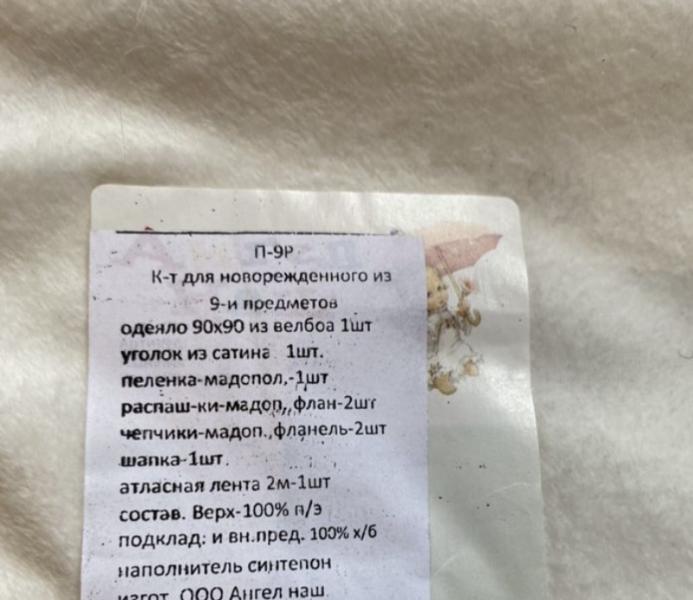 П-9Р
К-т для новорежденного из
9-и предметов
одеяло 90х90 из велбоа 1шт
уголок из сатина 1шт.
пеленка-мадопол,-1шт
распаш-ки-мадоп,,флан-2шт
чепчики-мадоп.,фланель-2шт
шапка-1шт.
атласная лента 2м-1шт
состав. Верх-100% п/э
подклад: и вн.пред. 100% х/б
наполнитель синтепон
изгот. ООО Ангел наш